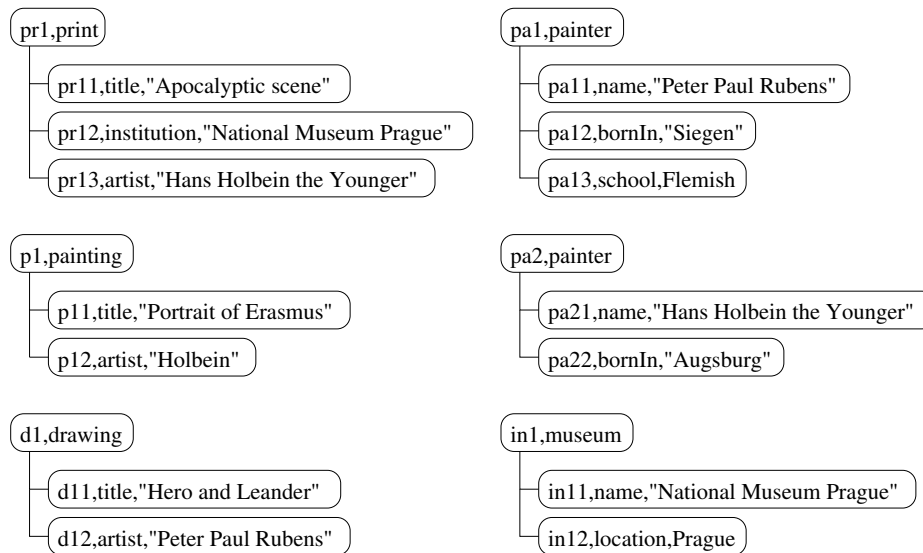 pr1,print
pr11,title,"Apocalyptic scene"
pr12,institution,"National Museum Prague"
pr13,artist,"Hans Holbein the Younger"
p1,painting
p11,title,"Portrait of Erasmus"
p12,artist,"Holbein"
d1,drawing
d11,title,"Hero and Leander"
d12,artist,"Peter Paul Rubens"
pa1,painter
pa11,name,"Peter Paul Rubens"
pa12,bornIn,"Siegen"
pa13,school,Flemish
pa2,painter
pa21,name,"Hans Holbein the Younger"
pa22,bornIn,"Augsburg"
in1,museum
in11,name,"National Museum Prague"
in12,location,Prague